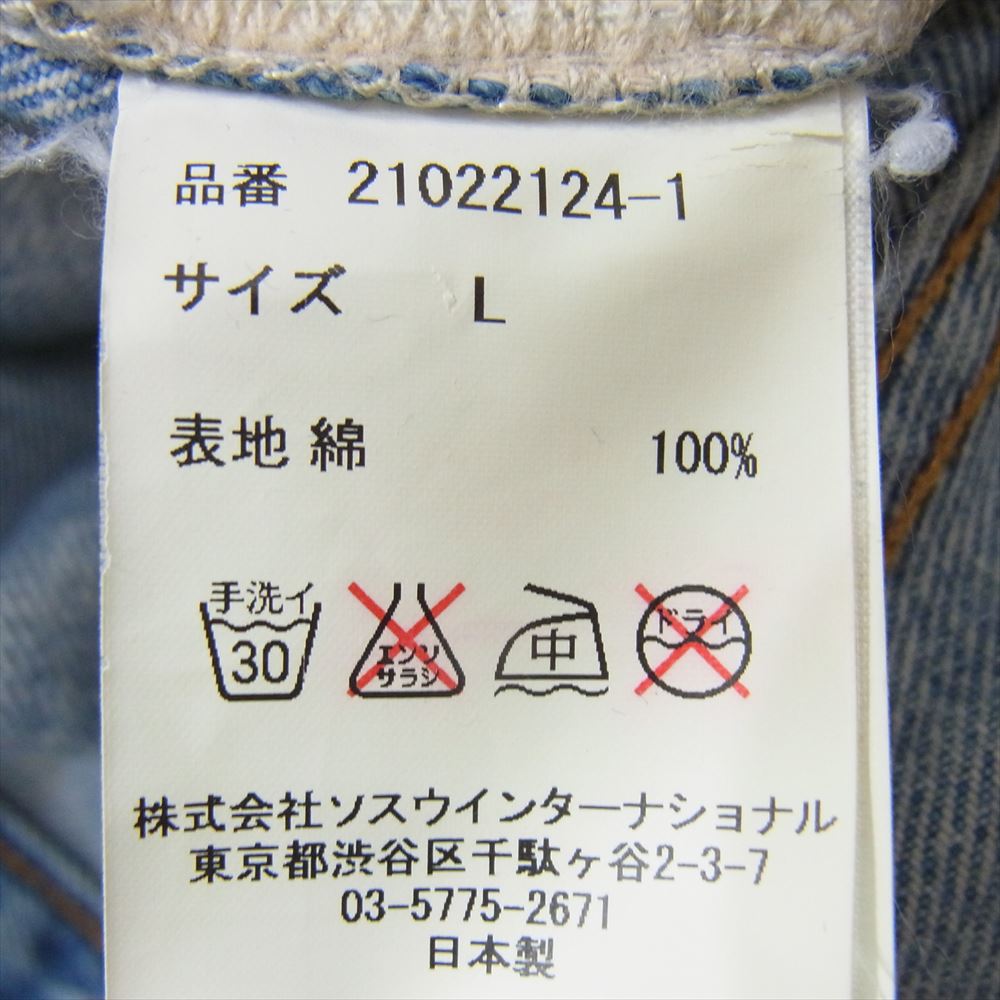 品番 21022124-1
サイズ L
表地 綿 100%
手洗イ 30 エンソサラシ 中 ドライ
株式会社ソスウインターナショナル
東京都渋谷区千駄ヶ谷2-3-7
03-5775-2671
日本製